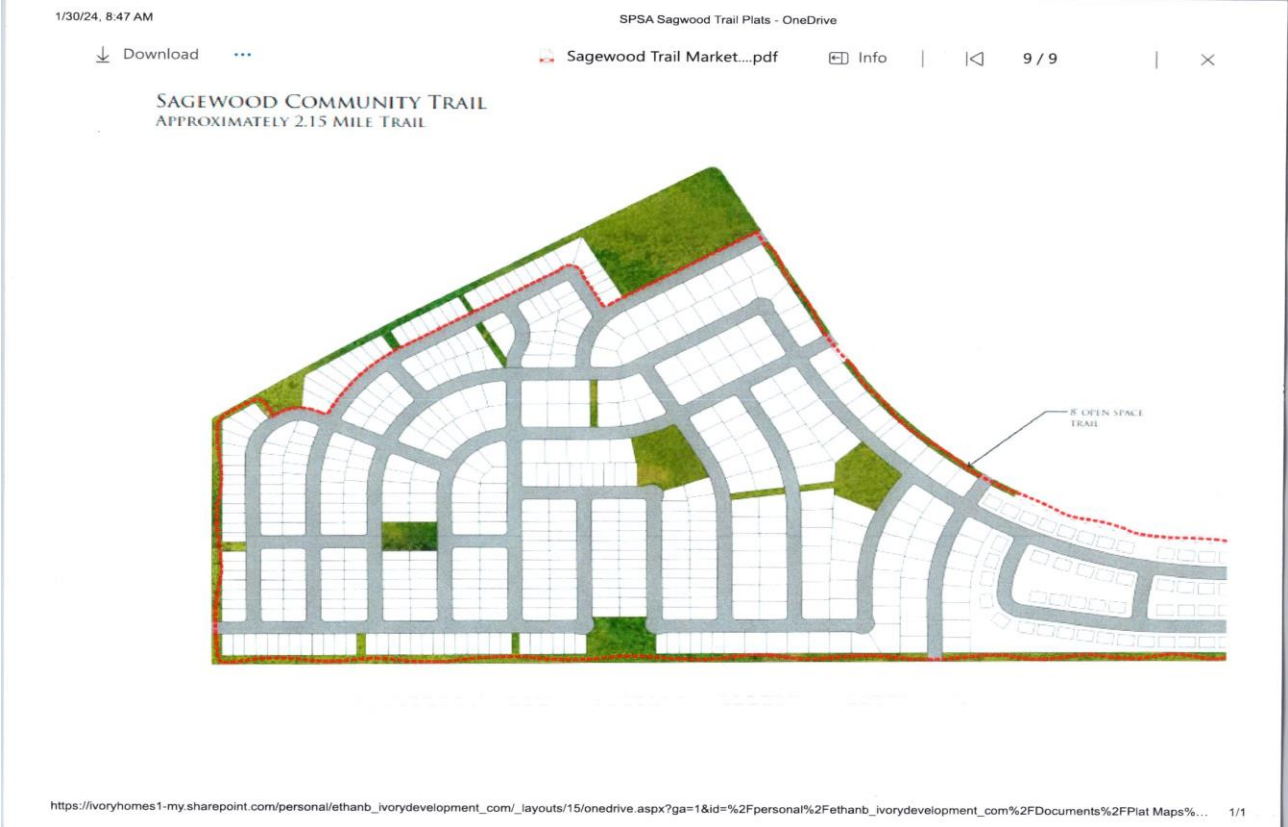 1/30/24, 8:47 AM
SPSA Sagwood Trail Plats - OneDrive
Download
Sagewood Trail Market....pdf
Info
9 / 9
SAGEWOOD COMMUNITY TRAIL
APPROXIMATELY 2.15 MILE TRAIL
8' OPEN SPACE
TRAIL
https://ivoryhomes1-my.sharepoint.com/personal/ethanb_ivorydevelopment_com/_layouts/15/onedrive.aspx?ga=1&id=%2Fpersonal%2Fethanb_ivorydevelopment_com%2FDocuments%2FPlat Maps%...
1/1